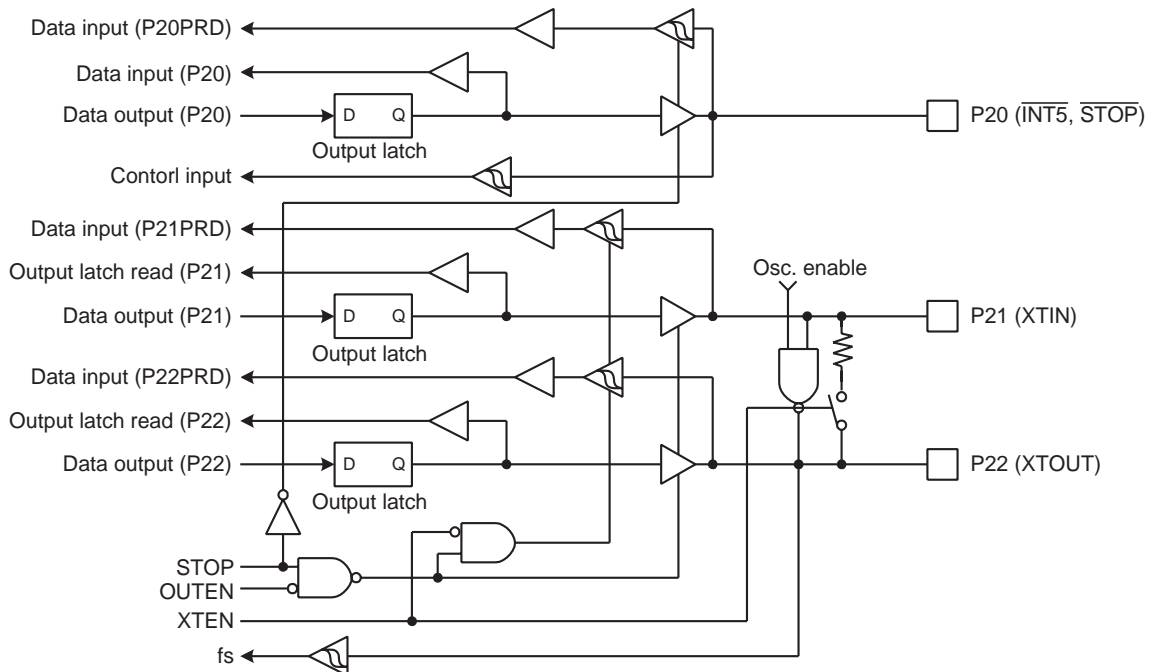 Data input (P20PRD)
Data input (P20)
Data output (P20)
D Q
Output latch
P20 (INT5, STOP)
Contorl input
Data input (P21PRD)
Output latch read (P21)
Osc. enable
Data output (P21)
D Q
Output latch
P21 (XTIN)
Data input (P22PRD)
Output latch read (P22)
Data output (P22)
D Q
Output latch
P22 (XTOUT)
STOP
OUTEN
XTEN
fs